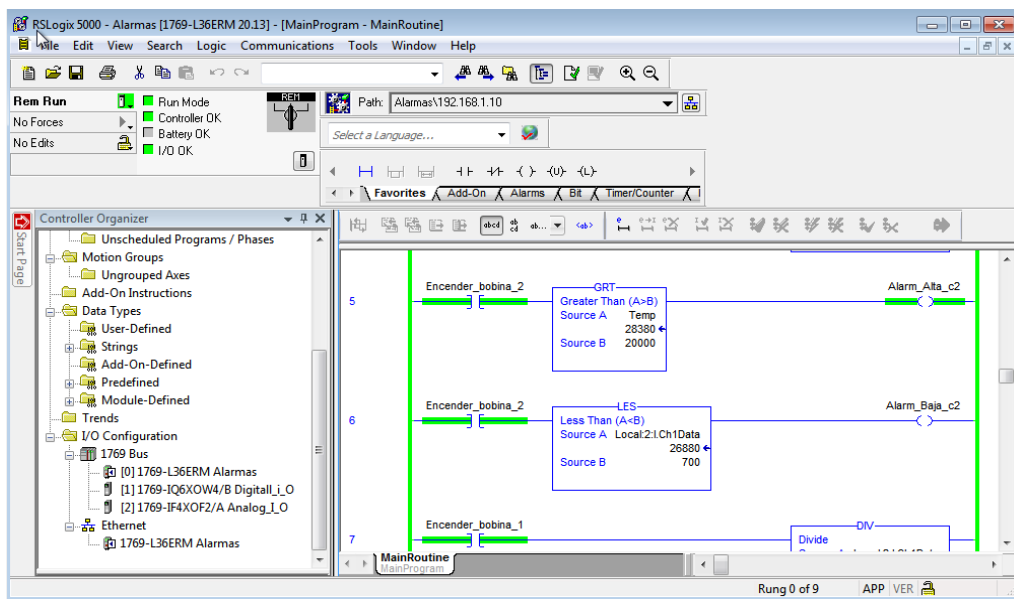 RSLogix 5000 - Alarmas [1769-L36ERM 20.13] - [MainProgram - MainRoutine]
File Edit View Search Logic Communications Tools Window Help
Rem Run
No Forces
No Edits
Run Mode
Controller OK
Battery OK
I/O OK
REM
Path: Alarmas\192.168.1.10
Select a Language...
Favorites Add-On Alarms Bit Timer/Counter
Start Page
Controller Organizer
Unscheduled Programs / Phases
Motion Groups
Ungrouped Axes
Add-On Instructions
Data Types
User-Defined
Strings
Add-On-Defined
Predefined
Module-Defined
Trends
I/O Configuration
1769 Bus
[0] 1769-L36ERM Alarmas
[1] 1769-IQ6XOW4/B Digitall_i_O
[2] 1769-IF4XOF2/A Analog_I_O
Ethernet
1769-L36ERM Alarmas
5
Encender_bobina_2
GRT
Greater Than (A>B)
Source A Temp
28380
Source B 20000
Alarm_Alta_c2
6
Encender_bobina_2
LES
Less Than (A<B)
Source A Local:2:I.Ch1Data
26880
Source B 700
Alarm_Baja_c2
7
Encender_bobina_1
DIV
Divide
MainRoutine
MainProgram
Rung 0 of 9 APP VER